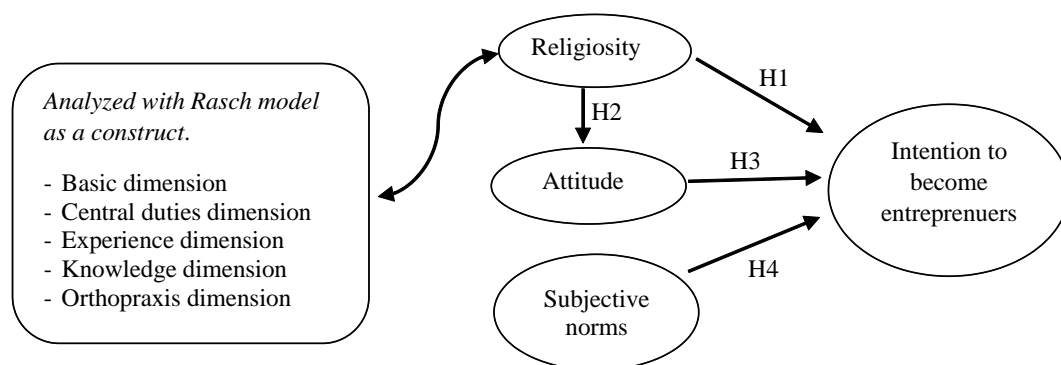 Analyzed with Rasch model
as a construct.
- Basic dimension
- Central duties dimension
- Experience dimension
- Knowledge dimension
- Orthopraxis dimension
Religiosity
H1
H2
Attitude
H3
Intention to
become
entreprenuers
H4
Subjective
norms